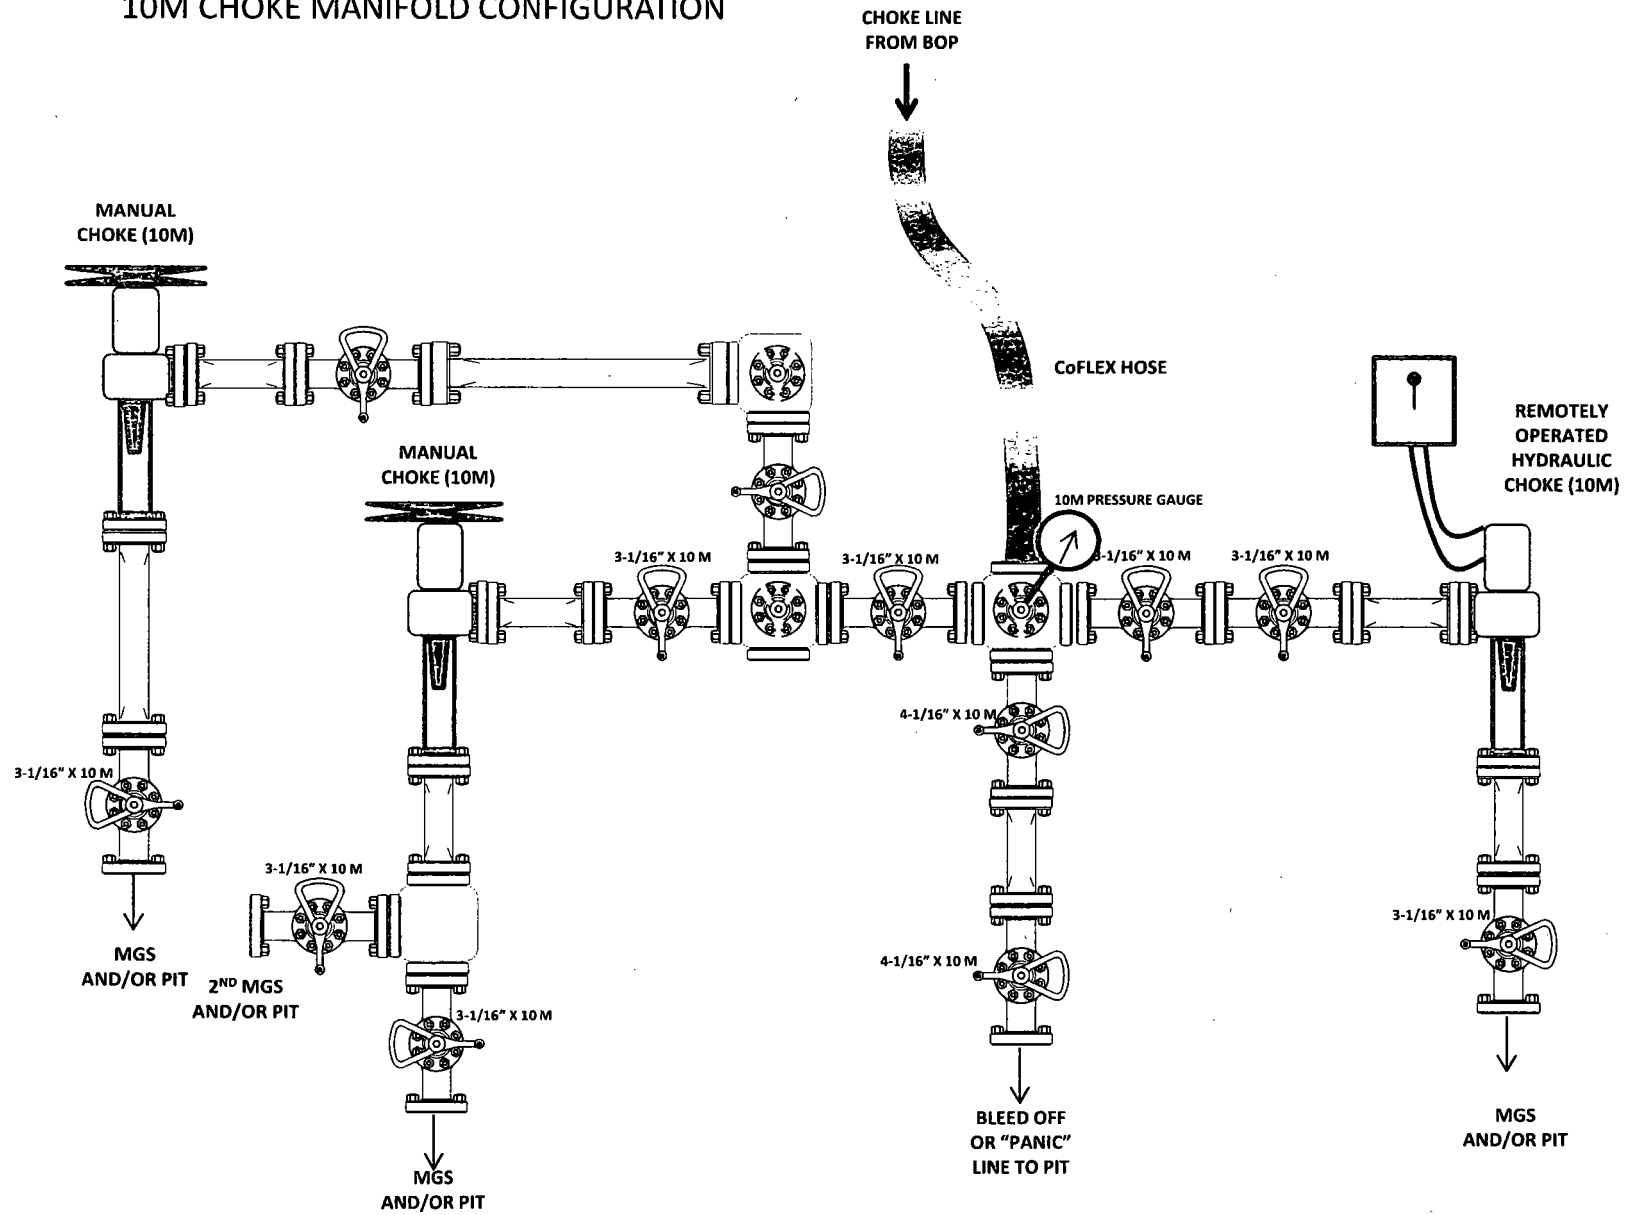 10M CHOKE MANIFOLD CONFIGURATION
CHOKE LINE
FROM BOP
MANUAL
CHOKE (10M)
CoFLEX HOSE
REMOTELY
OPERATED
HYDRAULIC
CHOKE (10M)
MANUAL
CHOKE (10M)
10M PRESSURE GAUGE
3-1/16" X 10 M
3-1/16" X 10 M
3-1/16" X 10 M
3-1/16" X 10 M
4-1/16" X 10 M
3-1/16" X 10 M
3-1/16" X 10 M
3-1/16" X 10 M
MGS
AND/OR PIT
2ND MGS
AND/OR PIT
4-1/16" X 10 M
3-1/16" X 10 M
BLEED OFF
OR "PANIC"
LINE TO PIT
MGS
AND/OR PIT
MGS
AND/OR PIT